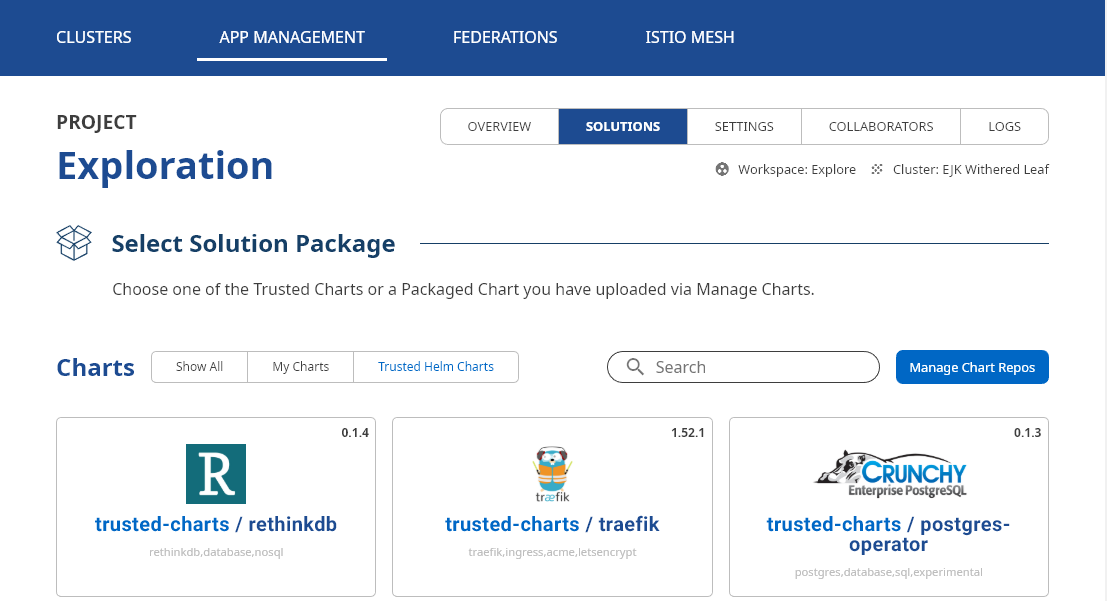 CLUSTERS APP MANAGEMENT FEDERATIONS ISTIO MESH
PROJECT
Exploration
OVERVIEW SOLUTIONS SETTINGS COLLABORATORS LOGS
Workspace: Explore Cluster: EJK Withered Leaf
Select Solution Package
Choose one of the Trusted Charts or a Packaged Chart you have uploaded via Manage Charts.
Charts Show All My Charts Trusted Helm Charts Search Manage Chart Repos
0.1.4
R
trusted-charts / rethinkdb
rethinkdb,database,nosql
1.52.1
træfik
trusted-charts / traefik
traefik,ingress,acme,letsencrypt
0.1.3
CRUNCHY
Enterprise PostgreSQL
trusted-charts / postgres-
operator
postgres,database,sql,experimental